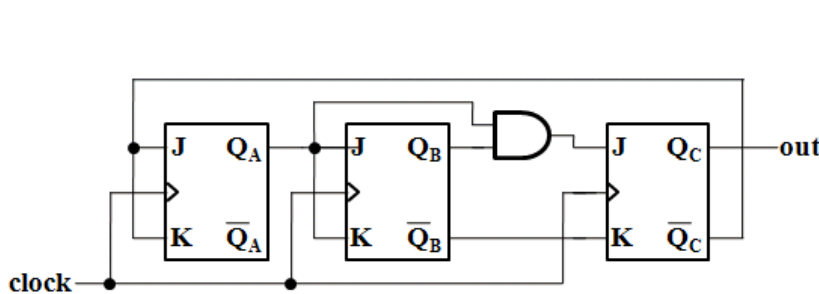 J Q_A J Q_B J Q_C out
K Q̅_A K Q̅_B K Q̅_C
clock